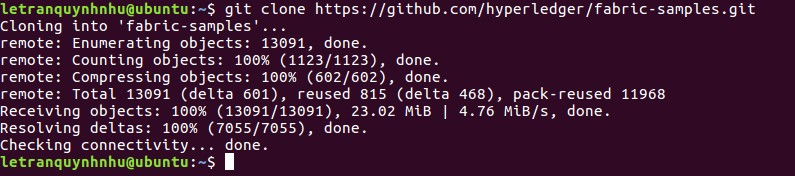 letranquynhnhu@ubuntu:~$ git clone https://github.com/hyperledger/fabric-samples.git
Cloning into 'fabric-samples'...
remote: Enumerating objects: 13091, done.
remote: Counting objects: 100% (1123/1123), done.
remote: Compressing objects: 100% (602/602), done.
remote: Total 13091 (delta 601), reused 815 (delta 468), pack-reused 11968
Receiving objects: 100% (13091/13091), 23.02 MiB | 4.76 MiB/s, done.
Resolving deltas: 100% (7055/7055), done.
Checking connectivity... done.
letranquynhnhu@ubuntu:~$